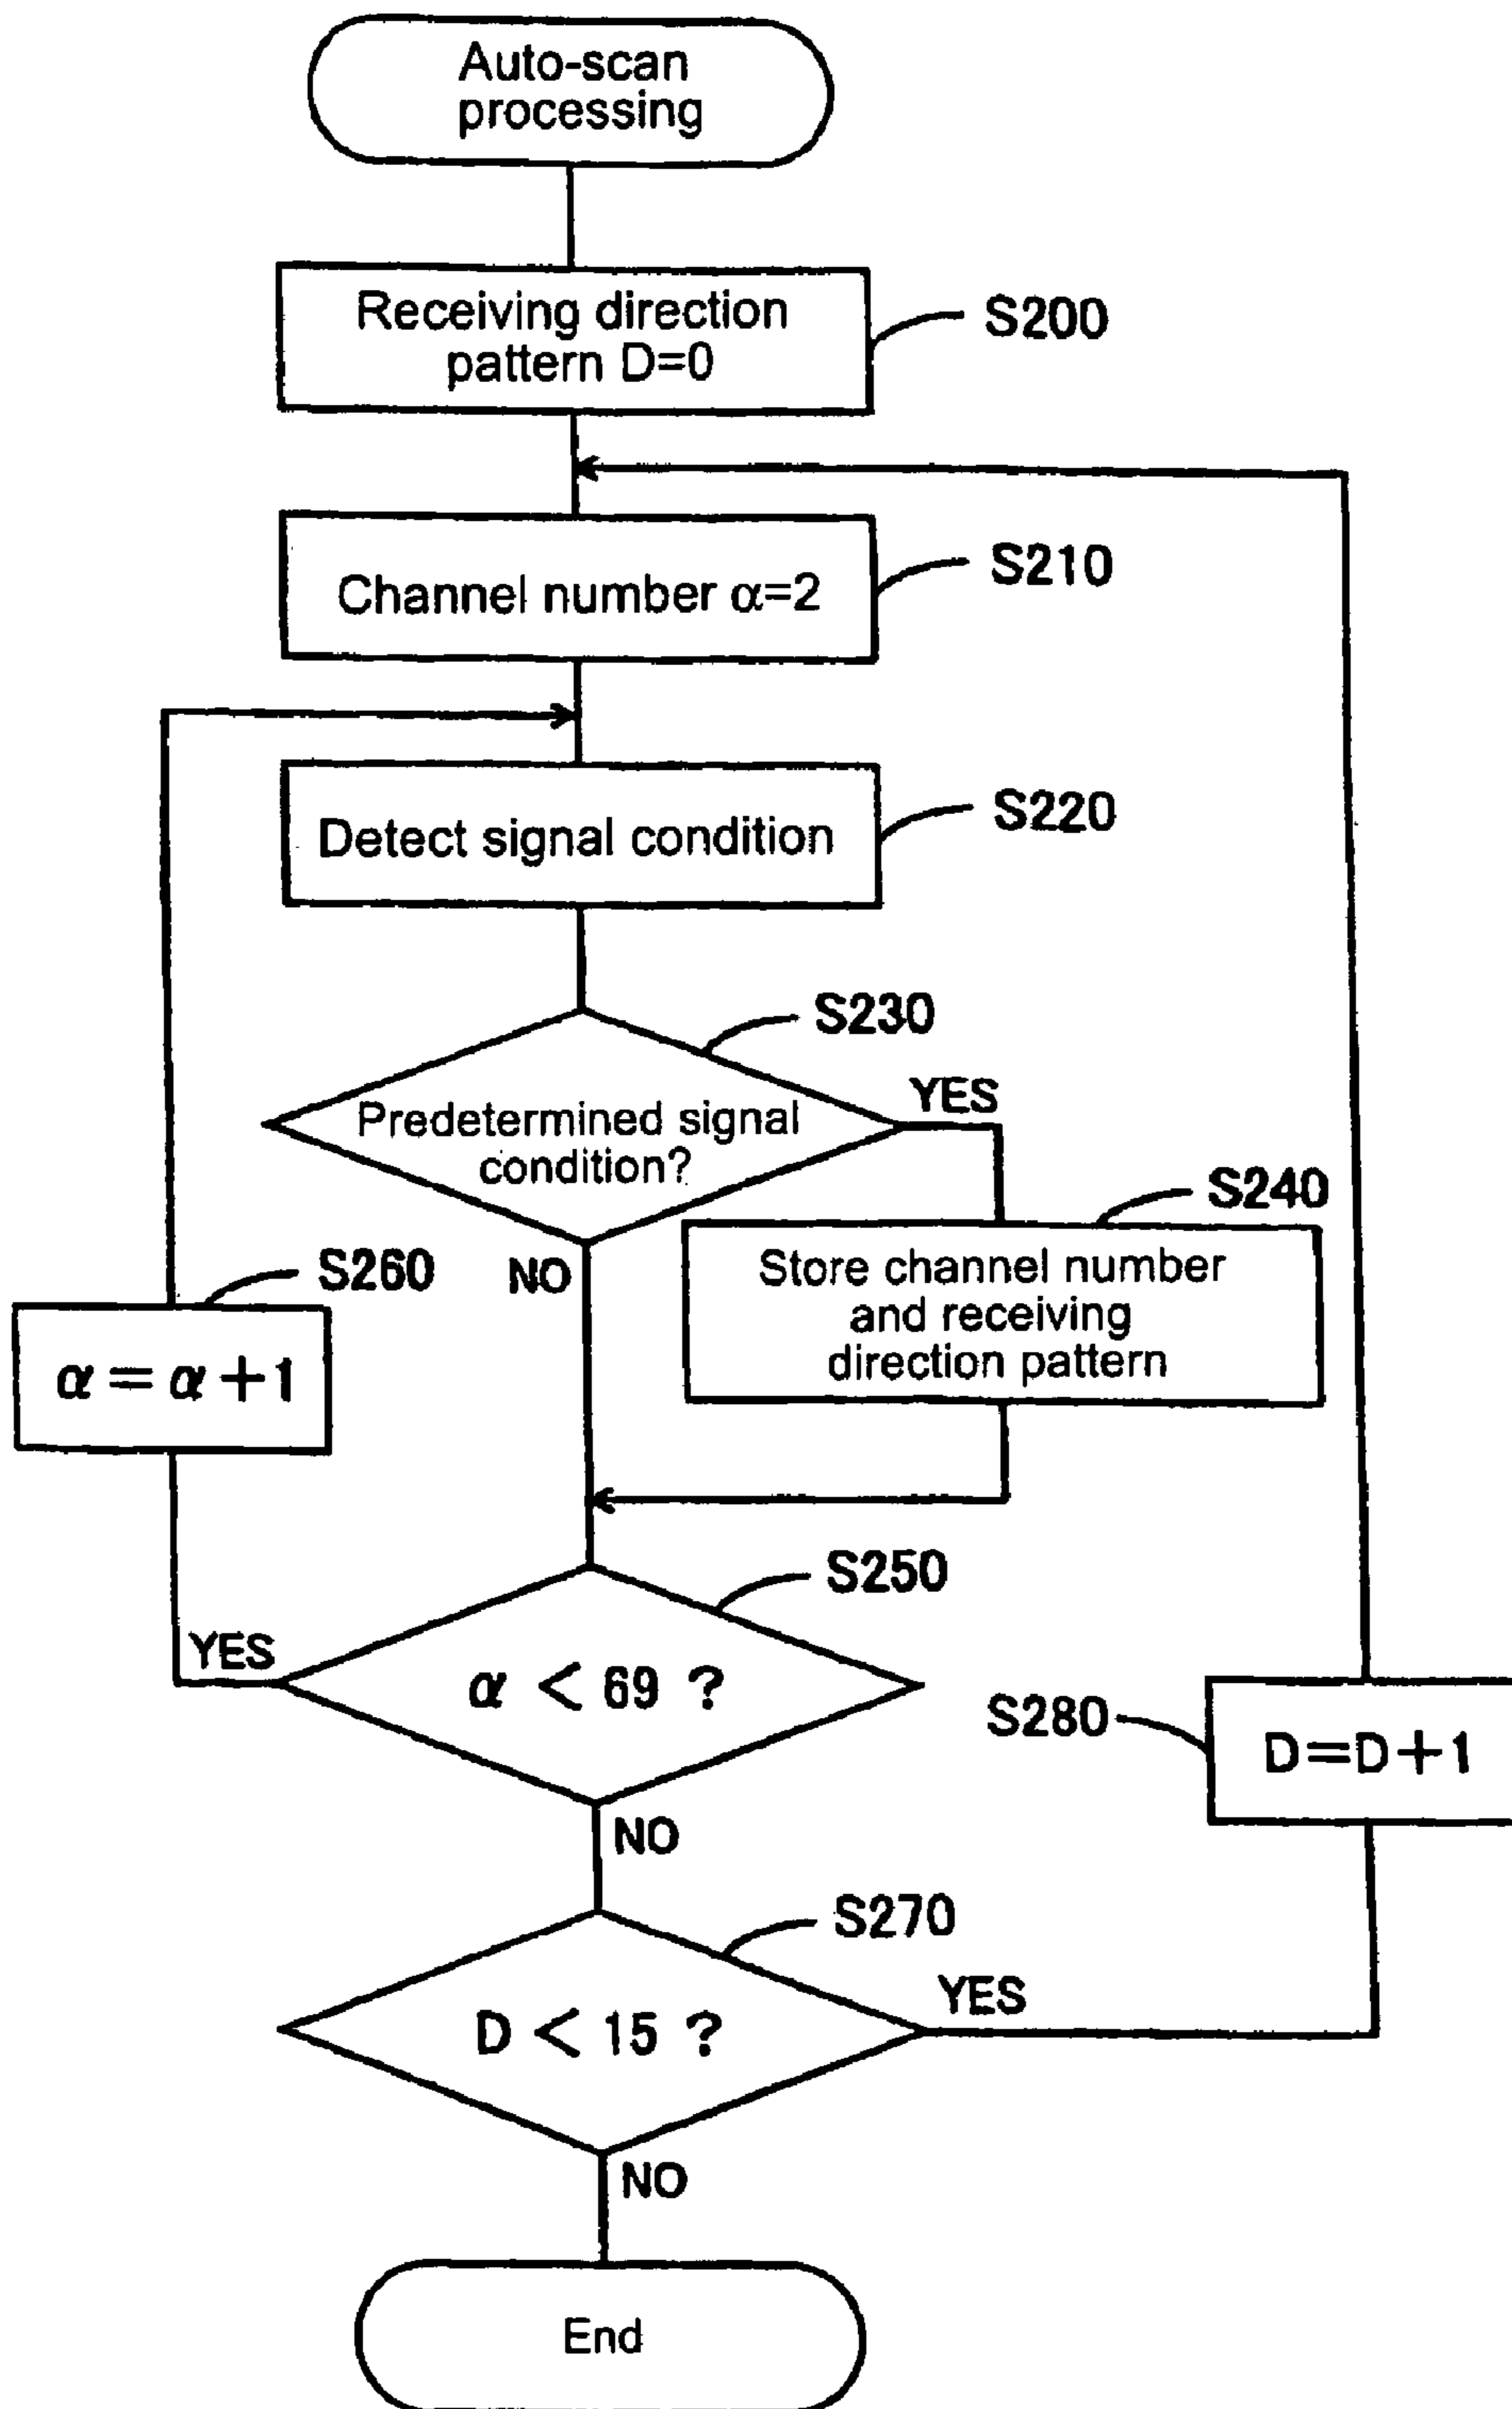 Auto-scan
processing
Receiving direction
pattern D=0
S200
Channel number α=2
S210
Detect signal condition
S220
S230
Predetermined signal
condition?
YES
NO
S240
Store channel number
and receiving
direction pattern
S260
α = α +1
S250
α < 69 ?
YES
NO
S280
D=D+1
S270
D < 15 ?
YES
NO
End